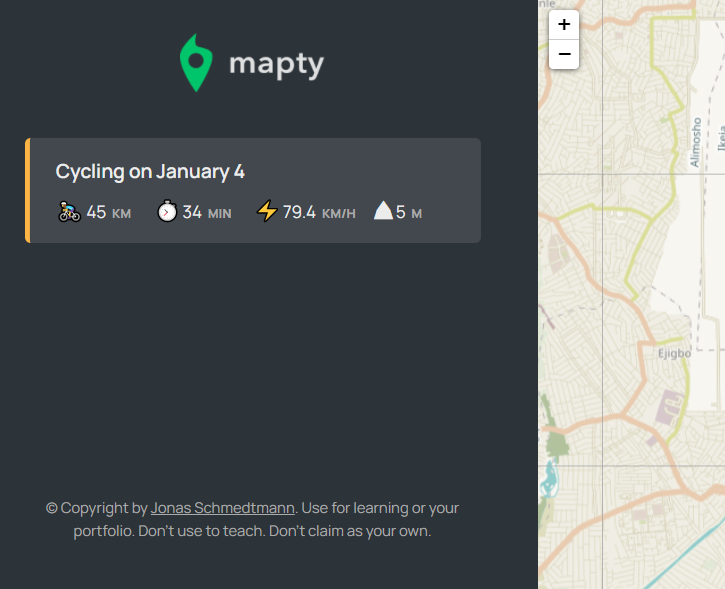 mapty
Cycling on January 4
45 KM 34 MIN 79.4 KM/H 5 M
© Copyright by Jonas Schmedtmann. Use for learning or your
portfolio. Don't use to teach. Don't claim as your own.
+
−
Alimosho
Ikeja
Ejigbo